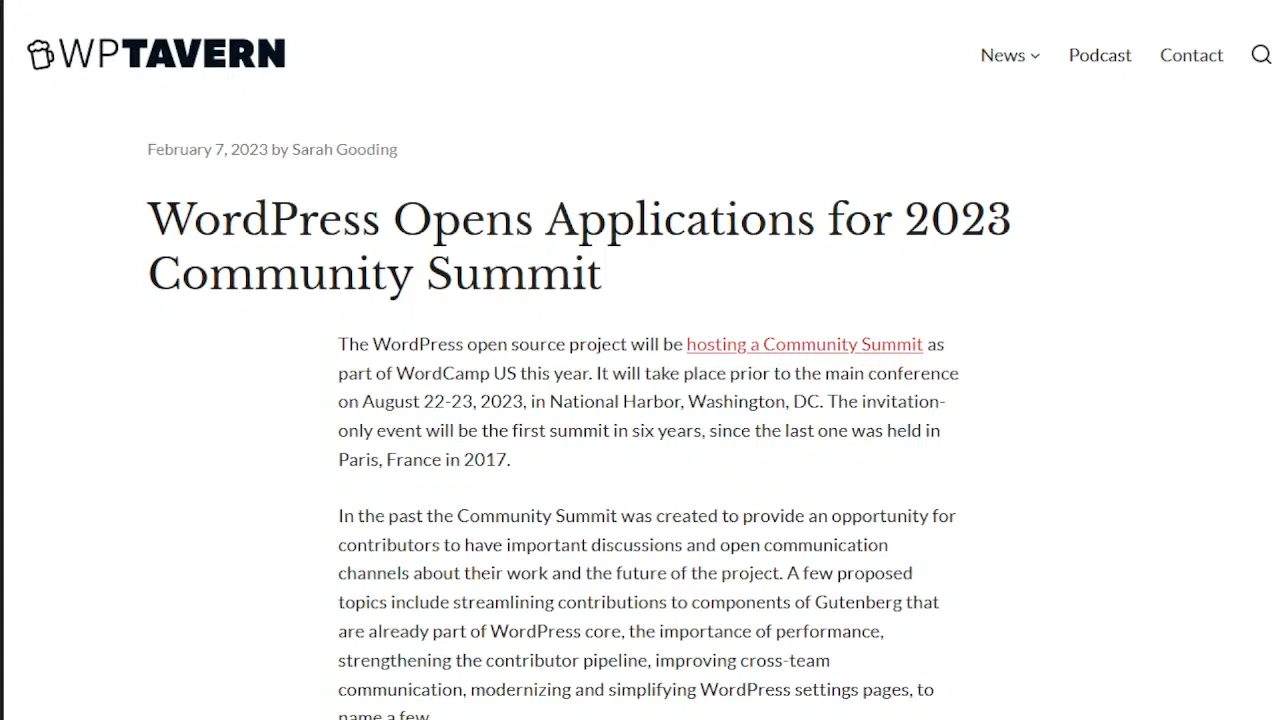 WPTAVERN
News
Podcast
Contact
February 7, 2023 by Sarah Gooding
WordPress Opens Applications for 2023
Community Summit
The WordPress open source project will be hosting a Community Summit as
part of WordCamp US this year. It will take place prior to the main conference
on August 22-23, 2023, in National Harbor, Washington, DC. The invitation-
only event will be the first summit in six years, since the last one was held in
Paris, France in 2017.
In the past the Community Summit was created to provide an opportunity for
contributors to have important discussions and open communication
channels about their work and the future of the project. A few proposed
topics include streamlining contributions to components of Gutenberg that
are already part of WordPress core, the importance of performance,
strengthening the contributor pipeline, improving cross-team
communication, modernizing and simplifying WordPress settings pages, to
name a few.